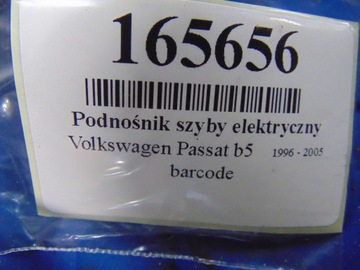 165656
Podnośnik szyby elektryczny
Volkswagen Passat b5 1996 - 2005
barcode